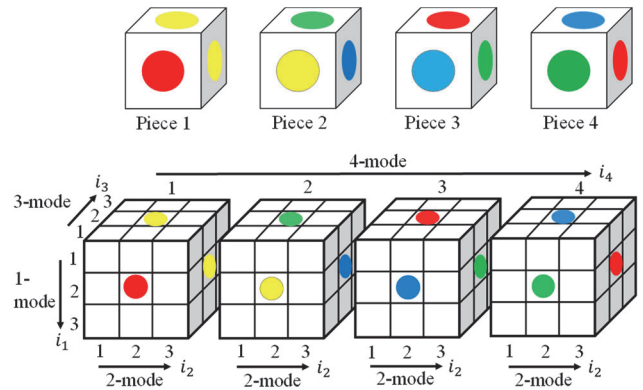 Piece 1 Piece 2 Piece 3 Piece 4
4-mode
i₃ 1 2 3 4 i₄
3-mode
3
2
1
1
1-
mode
2
3
i₁
1 2 3 1 2 3 1 2 3 1 2 3
i₂ i₂ i₂ i₂
2-mode 2-mode 2-mode 2-mode